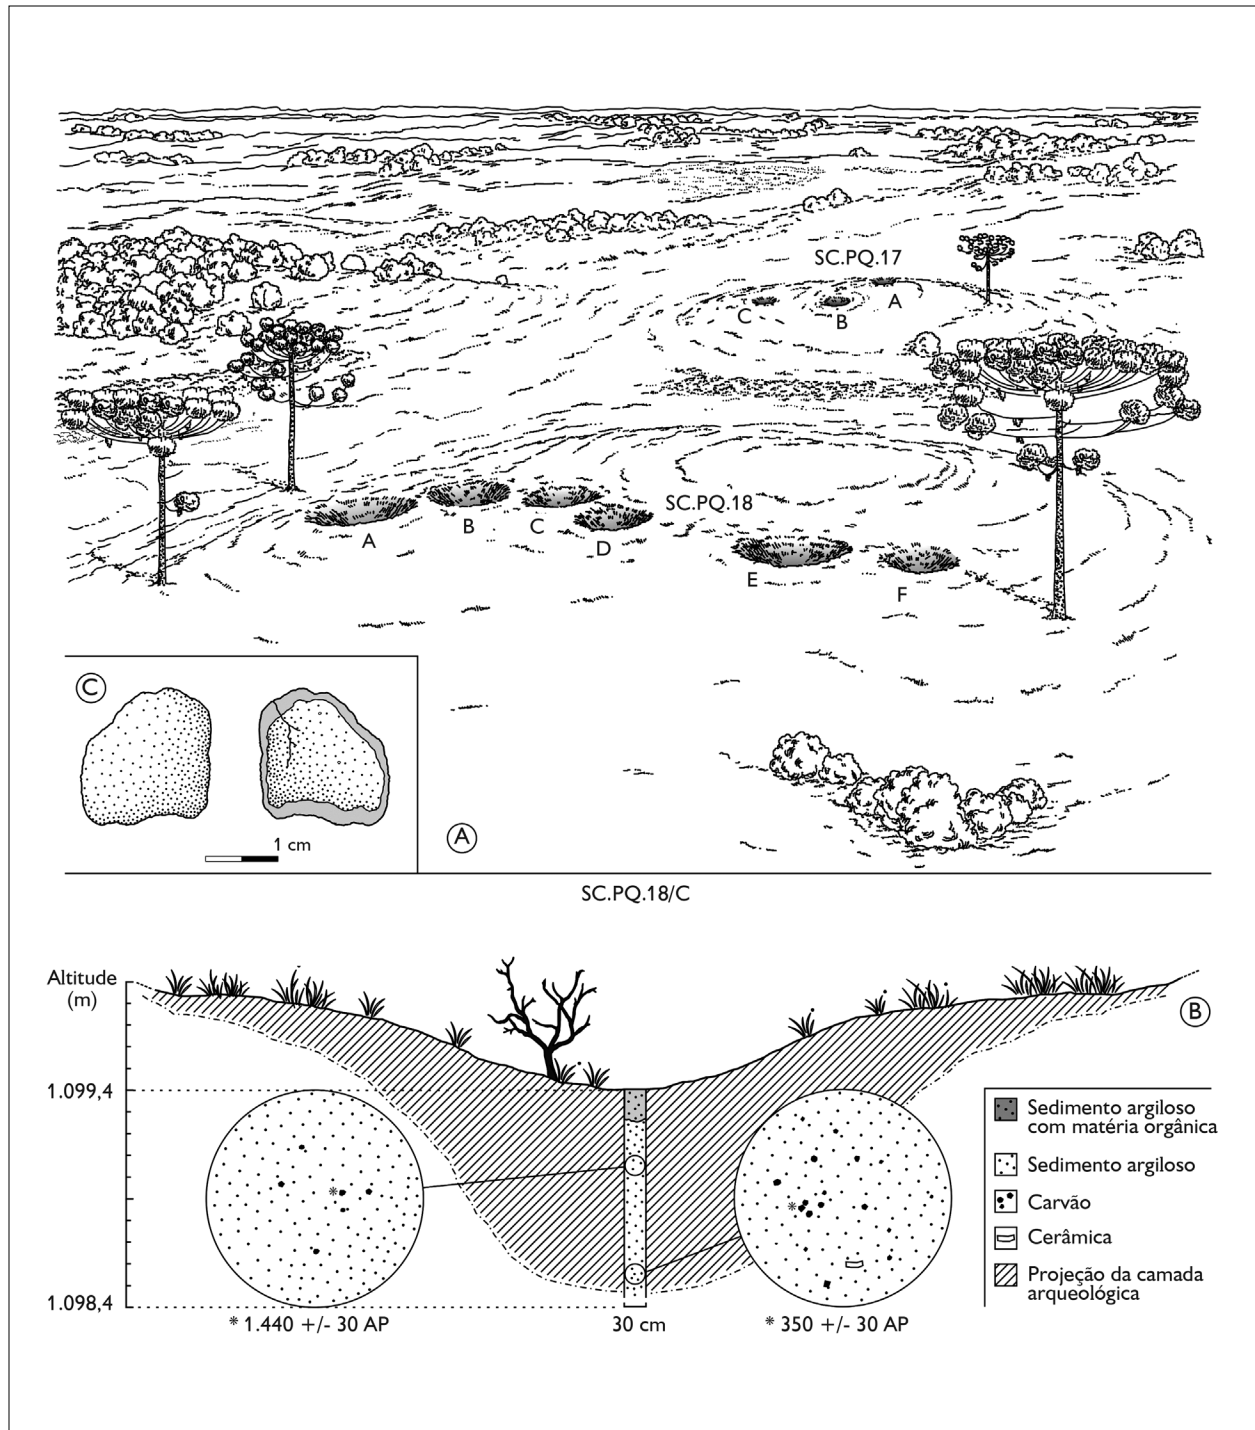 SC.PQ.17
A
C
B
SC.PQ.18
A
B
C
D
E
F
C
1 cm
A
SC.PQ.18/C
Altitude
(m)
B
1.099,4
1.098,4
Sedimento argiloso
com matéria orgânica
Sedimento argiloso
Carvão
Cerâmica
Projeção da camada
arqueológica
* 1.440 +/- 30 AP
30 cm
* 350 +/- 30 AP